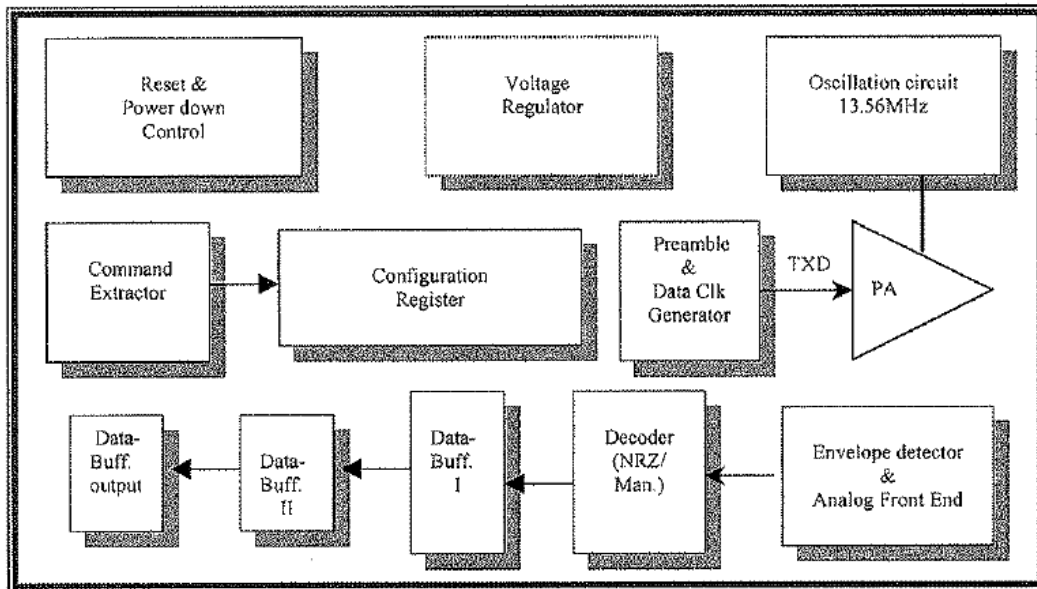 Reset &
Power down
Control
Voltage
Regulator
Oscillation circuit
13.56MHz
Command
Extractor
Configuration
Register
Preamble
&
Data Clk
Generator
TXD
PA
Data-
Buff.
output
Data-
Buff.
II
Data-
Buff.
I
Decoder
(NRZ/
Man.)
Envelope detector
&
Analog Front End